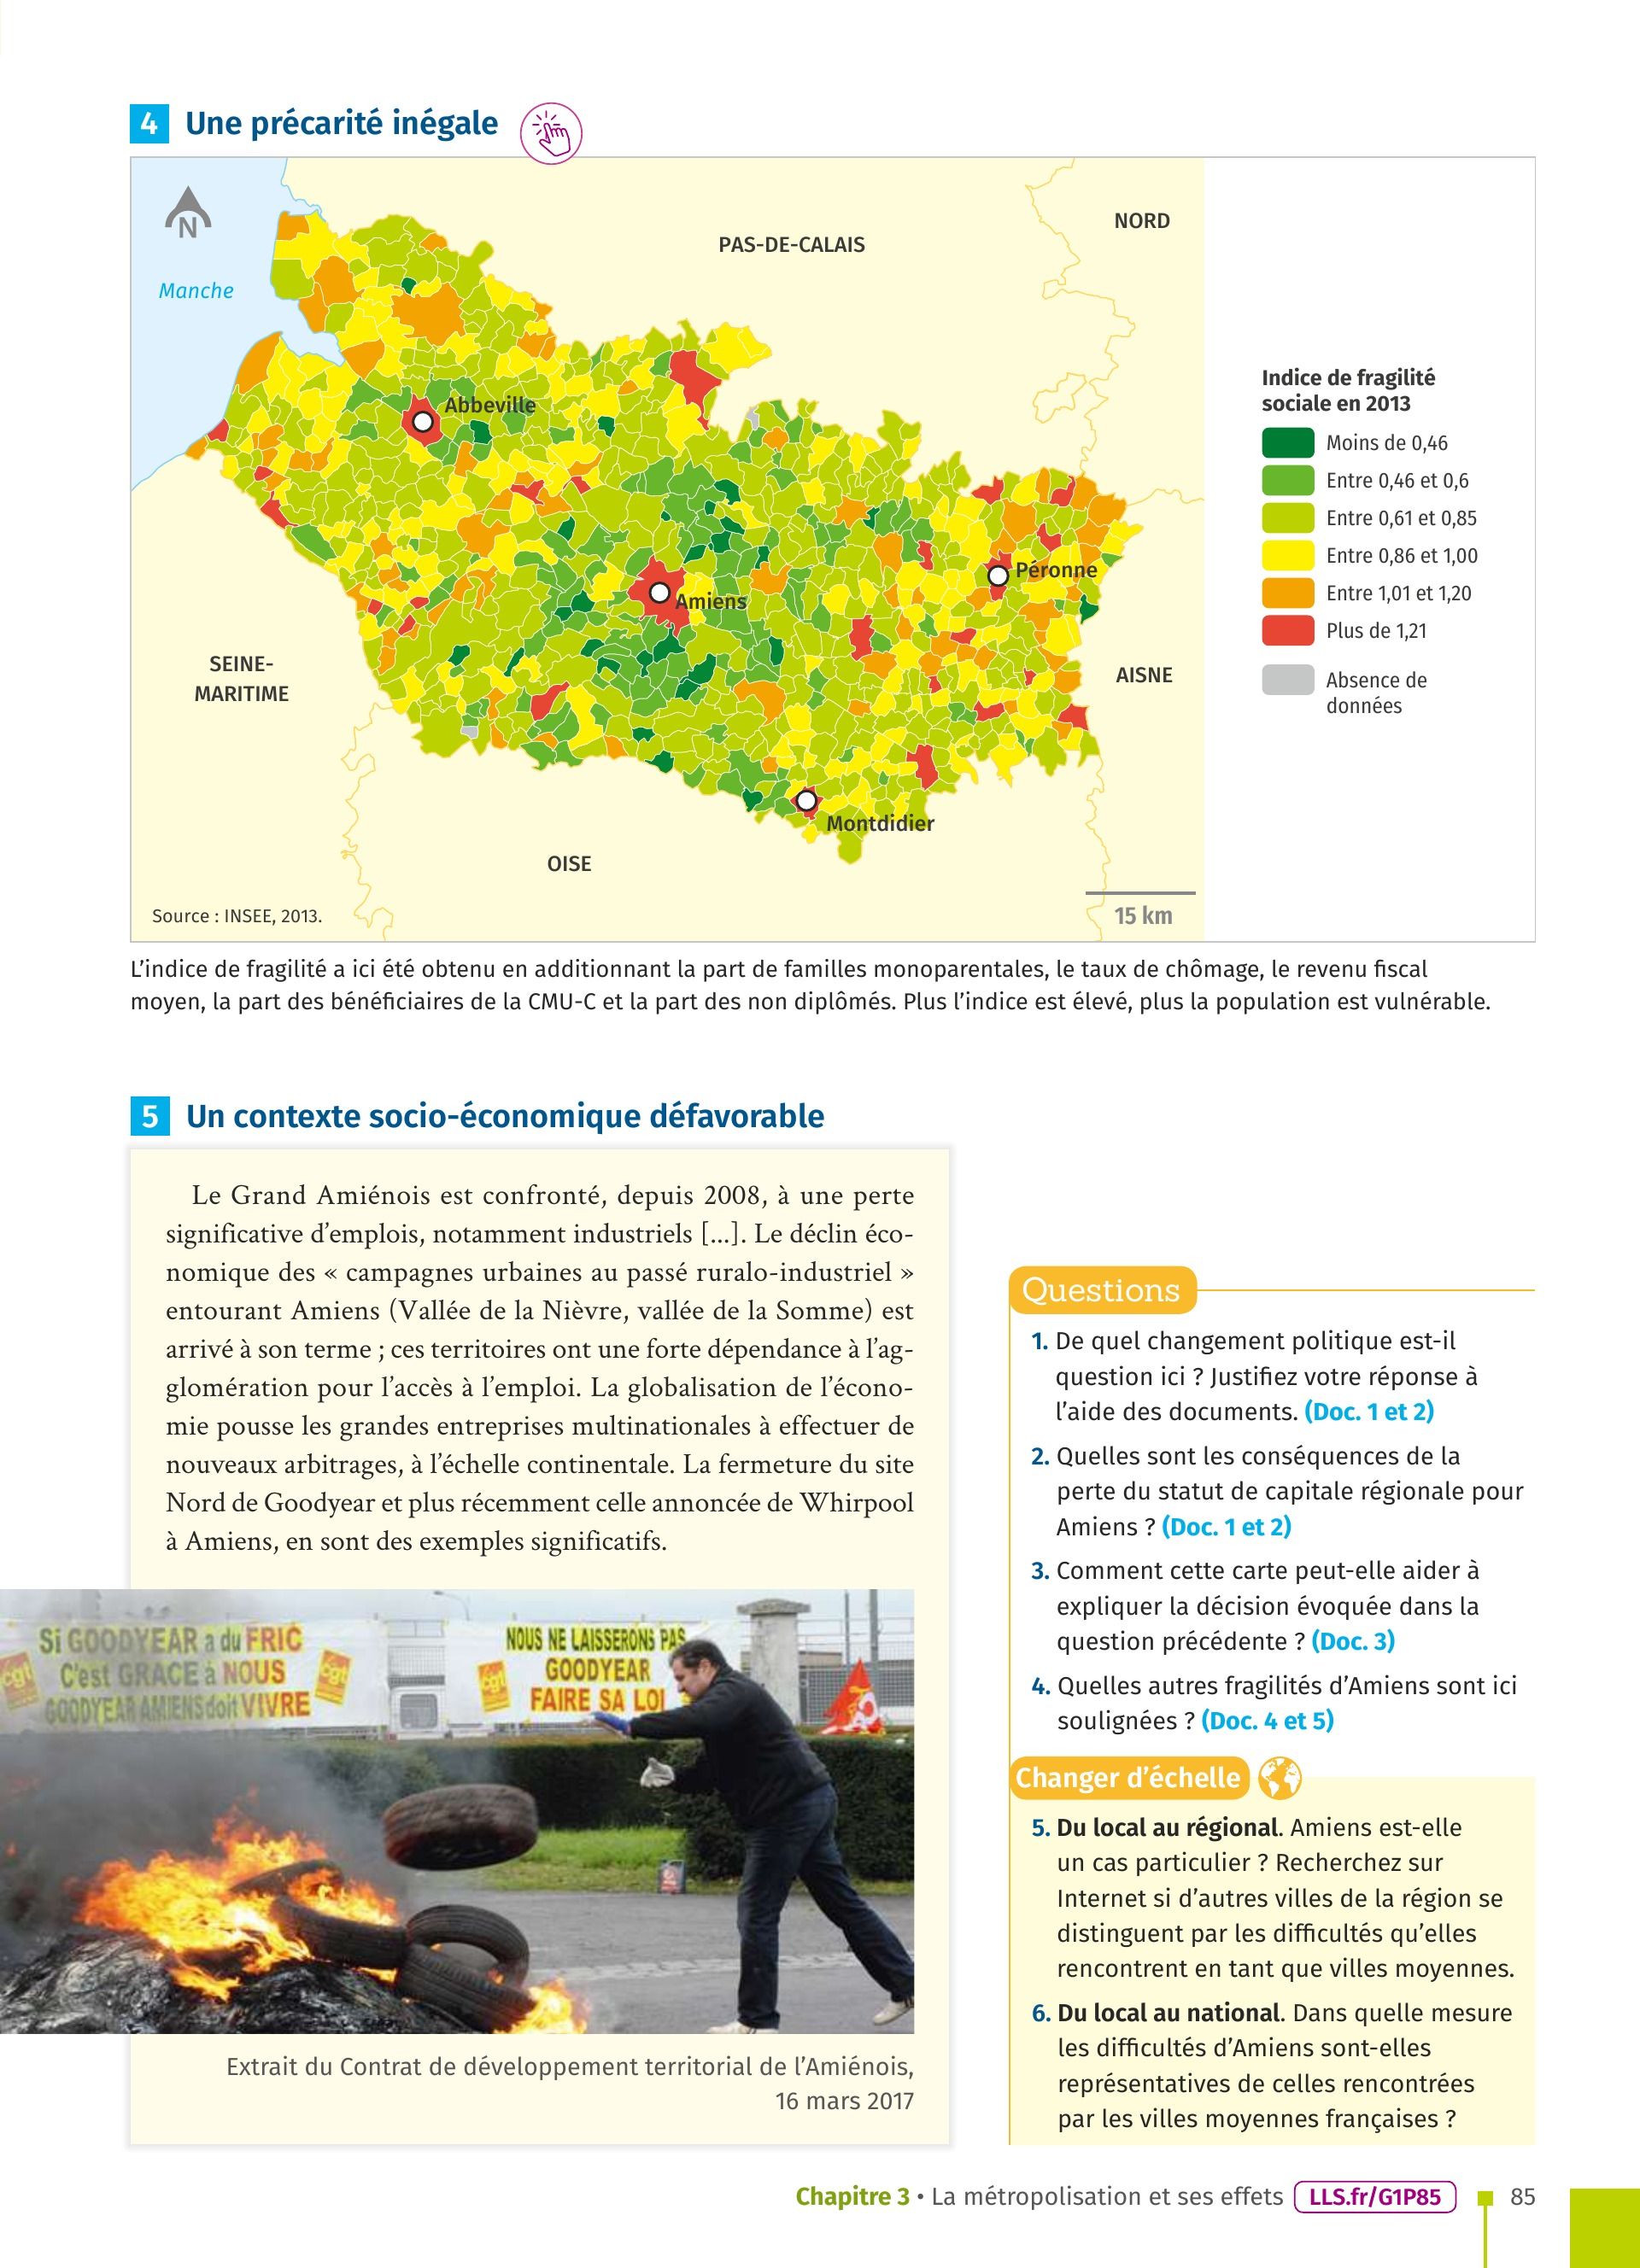 4 Une précarité inégale
N
Manche
PAS-DE-CALAIS
NORD
Abbeville
Amiens
Péronne
SEINE-
MARITIME
AISNE
Montdidier
OISE
Source : INSEE, 2013.
15 km
Indice de fragilité
sociale en 2013
Moins de 0,46
Entre 0,46 et 0,6
Entre 0,61 et 0,85
Entre 0,86 et 1,00
Entre 1,01 et 1,20
Plus de 1,21
Absence de
données
L’indice de fragilité a ici été obtenu en additionnant la part de familles monoparentales, le taux de chômage, le revenu fiscal
moyen, la part des bénéficiaires de la CMU-C et la part des non diplômés. Plus l’indice est élevé, plus la population est vulnérable.
5 Un contexte socio-économique défavorable
Le Grand Amiénois est confronté, depuis 2008, à une perte
significative d’emplois, notamment industriels [...]. Le déclin éco-
nomique des « campagnes urbaines au passé ruralo-industriel »
entourant Amiens (Vallée de la Nièvre, vallée de la Somme) est
arrivé à son terme ; ces territoires ont une forte dépendance à l’ag-
glomération pour l’accès à l’emploi. La globalisation de l’écono-
mie pousse les grandes entreprises multinationales à effectuer de
nouveaux arbitrages, à l’échelle continentale. La fermeture du site
Nord de Goodyear et plus récemment celle annoncée de Whirpool
à Amiens, en sont des exemples significatifs.
Si GOODYEAR a du FRIC
C'est GRACE à NOUS
GOODYEAR AMIENS doit VIVRE
cgt
cgt
NOUS NE LAISSERONS PAS
GOODYEAR
FAIRE SA LOI
cgt
Extrait du Contrat de développement territorial de l’Amiénois,
16 mars 2017
Questions
1. De quel changement politique est-il
question ici ? Justifiez votre réponse à
l’aide des documents. (Doc. 1 et 2)
2. Quelles sont les conséquences de la
perte du statut de capitale régionale pour
Amiens ? (Doc. 1 et 2)
3. Comment cette carte peut-elle aider à
expliquer la décision évoquée dans la
question précédente ? (Doc. 3)
4. Quelles autres fragilités d’Amiens sont ici
soulignées ? (Doc. 4 et 5)
Changer d’échelle
5. Du local au régional. Amiens est-elle
un cas particulier ? Recherchez sur
Internet si d’autres villes de la région se
distinguent par les difficultés qu’elles
rencontrent en tant que villes moyennes.
6. Du local au national. Dans quelle mesure
les difficultés d’Amiens sont-elles
représentatives de celles rencontrées
par les villes moyennes françaises ?
Chapitre 3 • La métropolisation et ses effets LLS.fr/G1P85 85